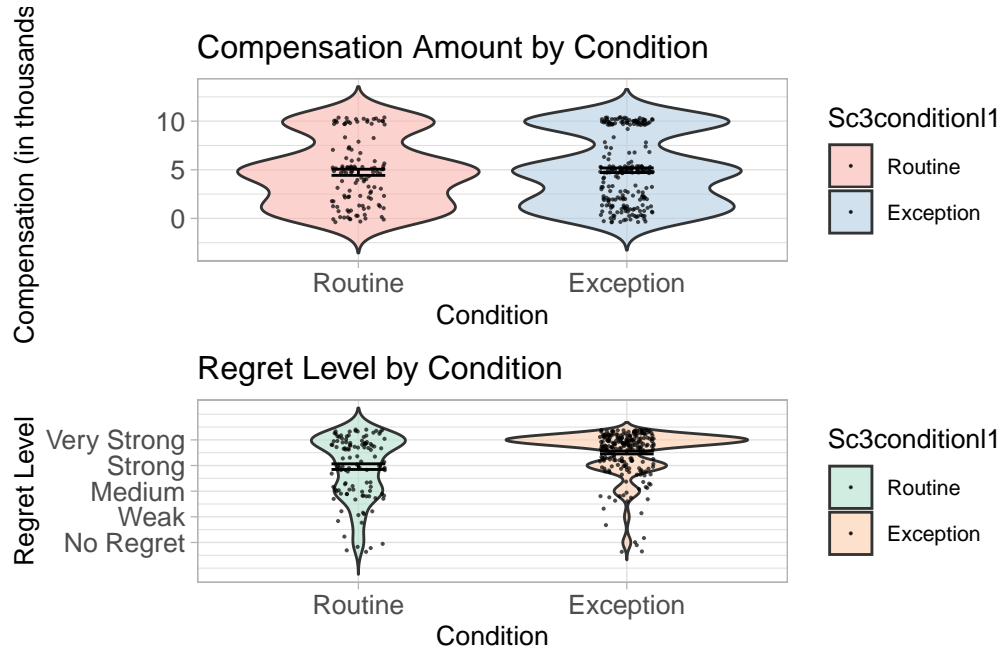 Compensation Amount by Condition
Compensation (in thousands
10
5
0
Routine
Exception
Condition
Sc3conditionl1
Routine
Exception
Regret Level by Condition
Regret Level
Very Strong
Strong
Medium
Weak
No Regret
Routine
Exception
Condition
Sc3conditionl1
Routine
Exception